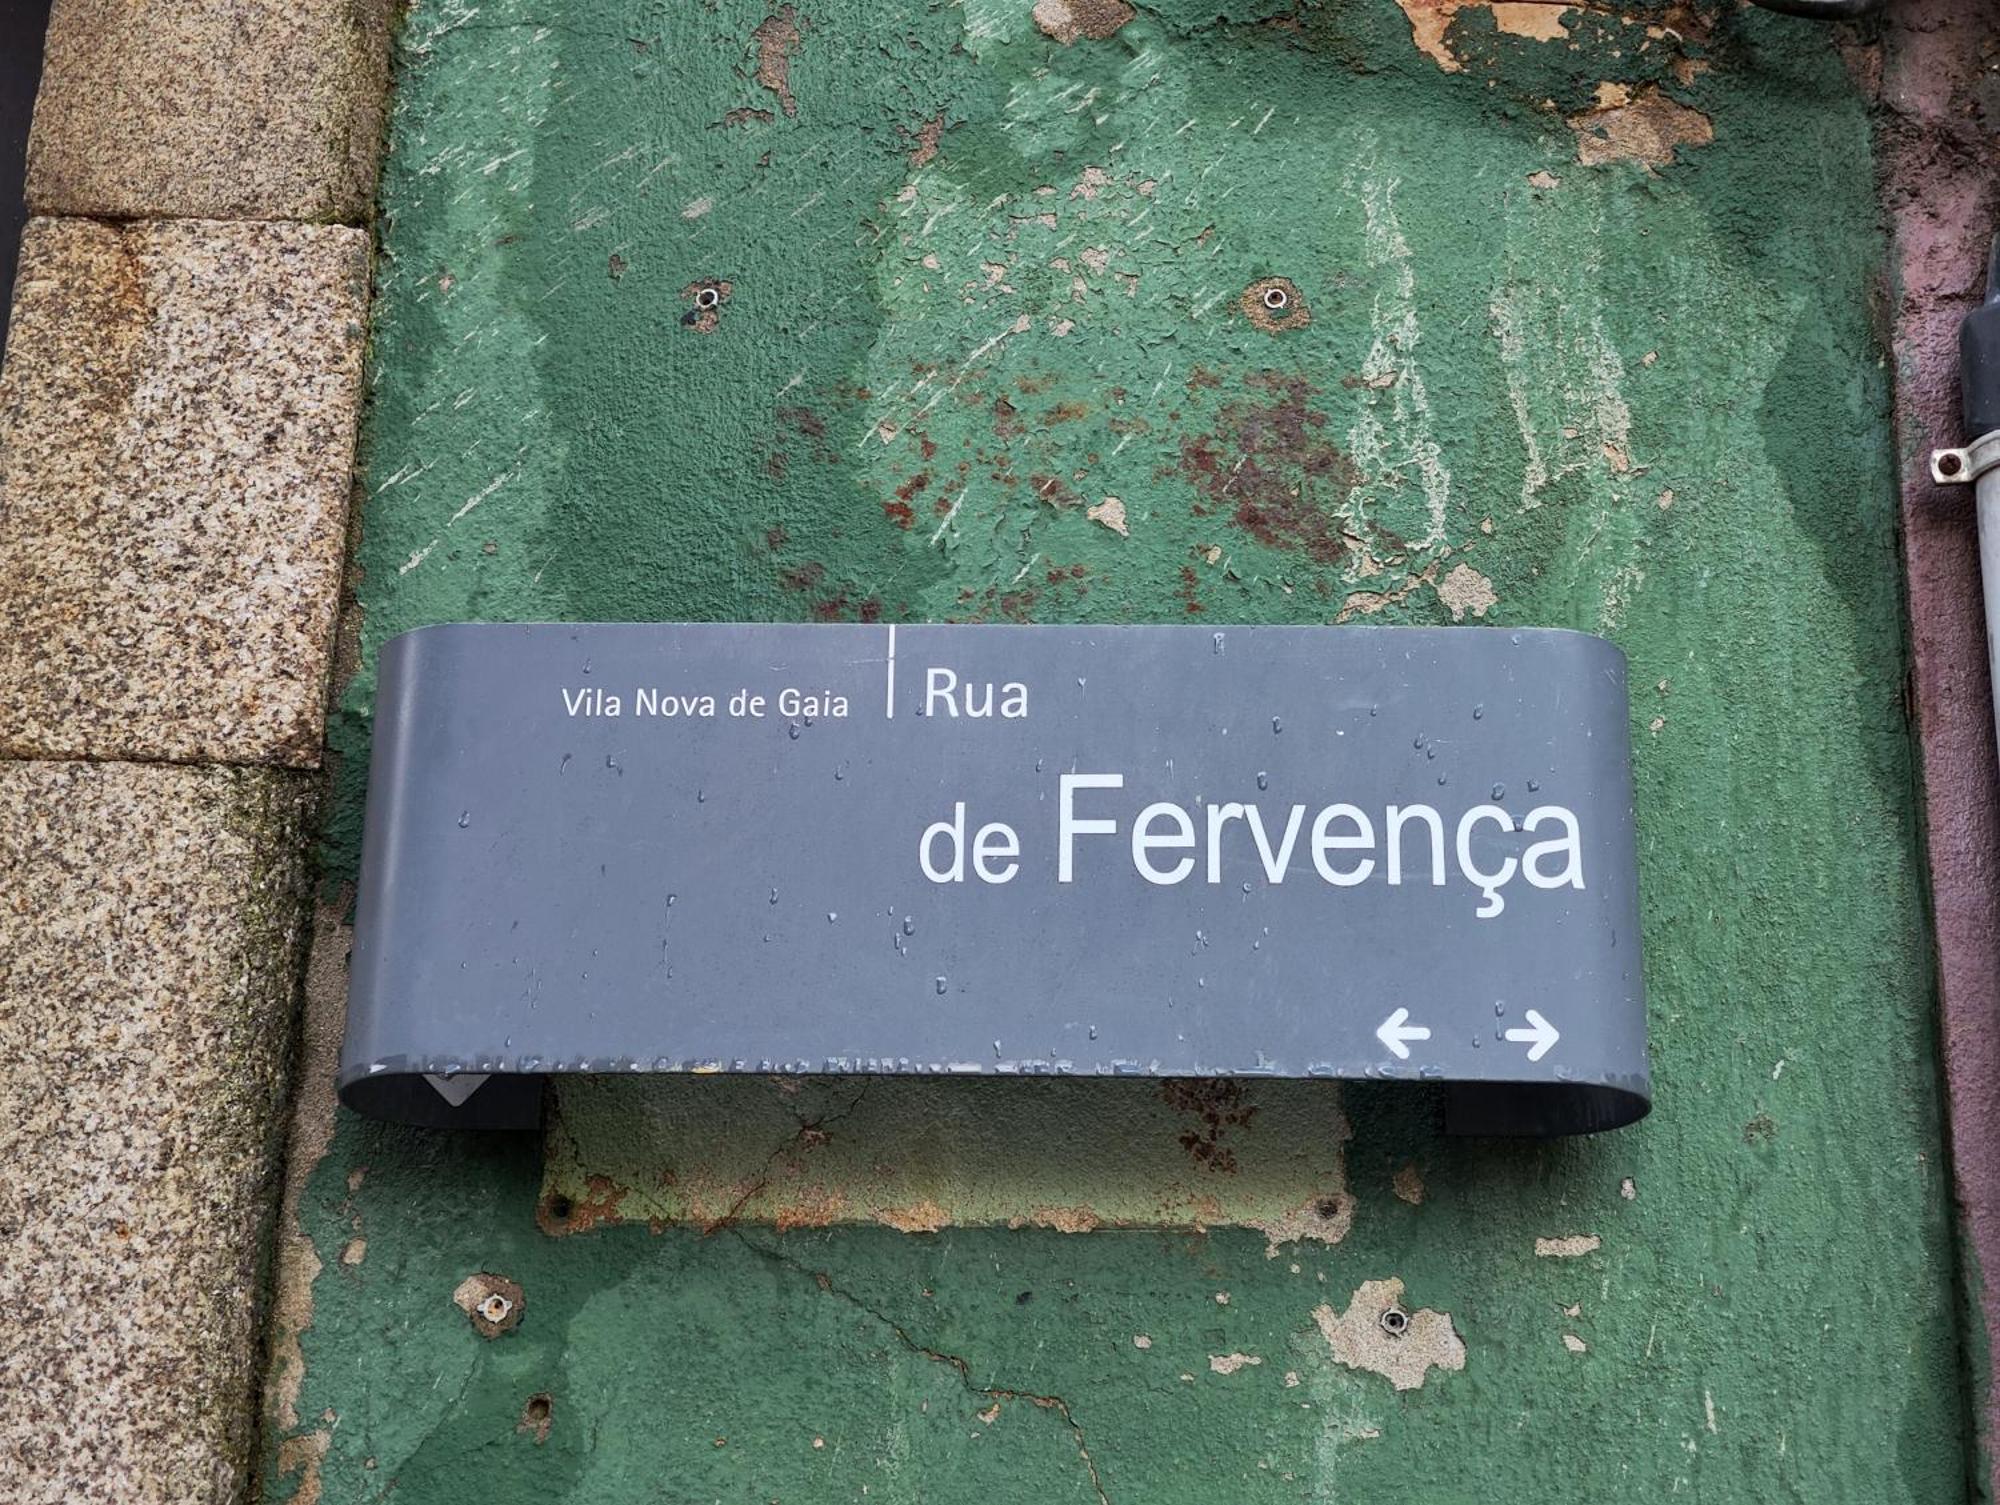 Vila Nova de Gaia
Rua
de Fervença
← →